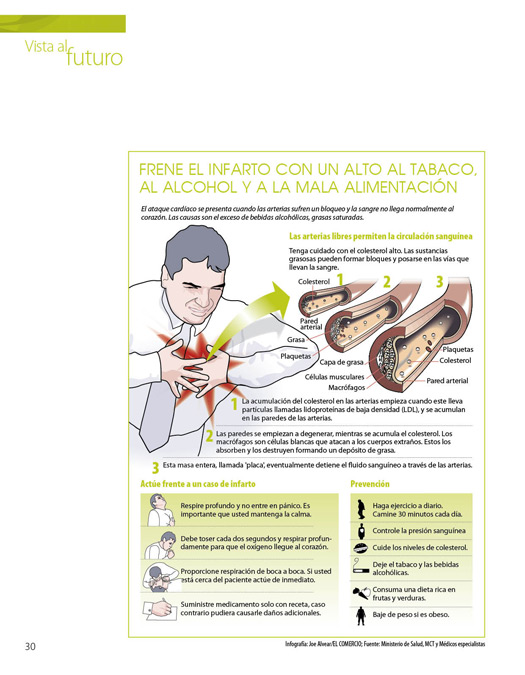 Vista al
futuro
FRENE EL INFARTO CON UN ALTO AL TABACO,
AL ALCOHOL Y A LA MALA ALIMENTACIÓN
El ataque cardíaco se presenta cuando las arterias sufren un bloqueo y la sangre no llega normalmente al
corazón. Las causas son el exceso de bebidas alcohólicas, grasas saturadas.
Las arterias libres permiten la circulación sanguínea
Tenga cuidado con el colesterol alto. Las sustancias
grasosas pueden formar bloques y posarse en las vías que
llevan la sangre.
Colesterol
1
2
3
Pared
arterial
Grasa
Plaquetas
Capa de grasa
Células musculares
Macrófagos
Plaquetas
Colesterol
Pared arterial
1 La acumulación del colesterol en las arterias empieza cuando este lleva
partículas llamadas lidoproteínas de baja densidad (LDL), y se acumulan
en las paredes de las arterias.
2 Las paredes se empiezan a degenerar, mientras se acumula el colesterol. Los
macrófagos son células blancas que atacan a los cuerpos extraños. Estos los
absorben y los destruyen formando un depósito de grasa.
3 Esta masa entera, llamada 'placa', eventualmente detiene el fluido sanguíneo a través de las arterias.
Actúe frente a un caso de infarto
Respire profundo y no entre en pánico. Es
importante que usted mantenga la calma.
Debe toser cada dos segundos y respirar profun-
damente para que el oxígeno llegue al corazón.
Proporcione respiración de boca a boca. Si usted
está cerca del paciente actúe de inmediato.
Suministre medicamento solo con receta, caso
contrario pudiera causarle daños adicionales.
Prevención
Haga ejercicio a diario.
Camine 30 minutos cada día.
Controle la presión sanguínea
Cuide los niveles de colesterol.
Deje el tabaco y las bebidas
alcohólicas.
Consuma una dieta rica en
frutas y verduras.
Baje de peso si es obeso.
30
Infografía: Joe Alvear/EL COMERCIO; Fuente: Ministerio de Salud, MCT y Médicos especialistas